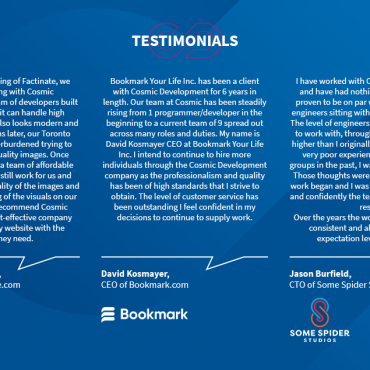 TESTIMONIALS
ing of Factinate, we
ng with Cosmic
m of developers built
it can handle high
lso looks modern and
is later, our Toronto
erburdened trying to
uality images. Once
a team of affordable
still work for us and
lity of the images and
g of the visuals on our
ecommend Cosmic
t-effective company
y website with the
hey need.
e.com
Bookmark Your Life Inc. has been a client
with Cosmic Development for 6 years in
length. Our team at Cosmic has been steadily
rising from 1 programmer/developer in the
beginning to a current team of 9 spread out
across many roles and duties. My name is
David Kosmayer CEO at Bookmark Your Life
Inc. I intend to continue to hire more
individuals through the Cosmic Development
company as the professionalism and quality
has been of high standards that I strive to
obtain. The level of customer service has
been outstanding I feel confident in my
decisions to continue to supply work.
David Kosmayer,
CEO of Bookmark.com
Bookmark
I have worked with C
and have had nothi
proven to be on par w
engineers sitting with
The level of engineers
to work with, through
higher than I originall
very poor experien
groups in the past, I wa
Those thoughts were
work began and I was
and confidently the te
res
Over the years the wo
consistent and al
expectation lev
Jason Burfield,
CTO of Some Spider S
SOME SPIDER
STUDIOS